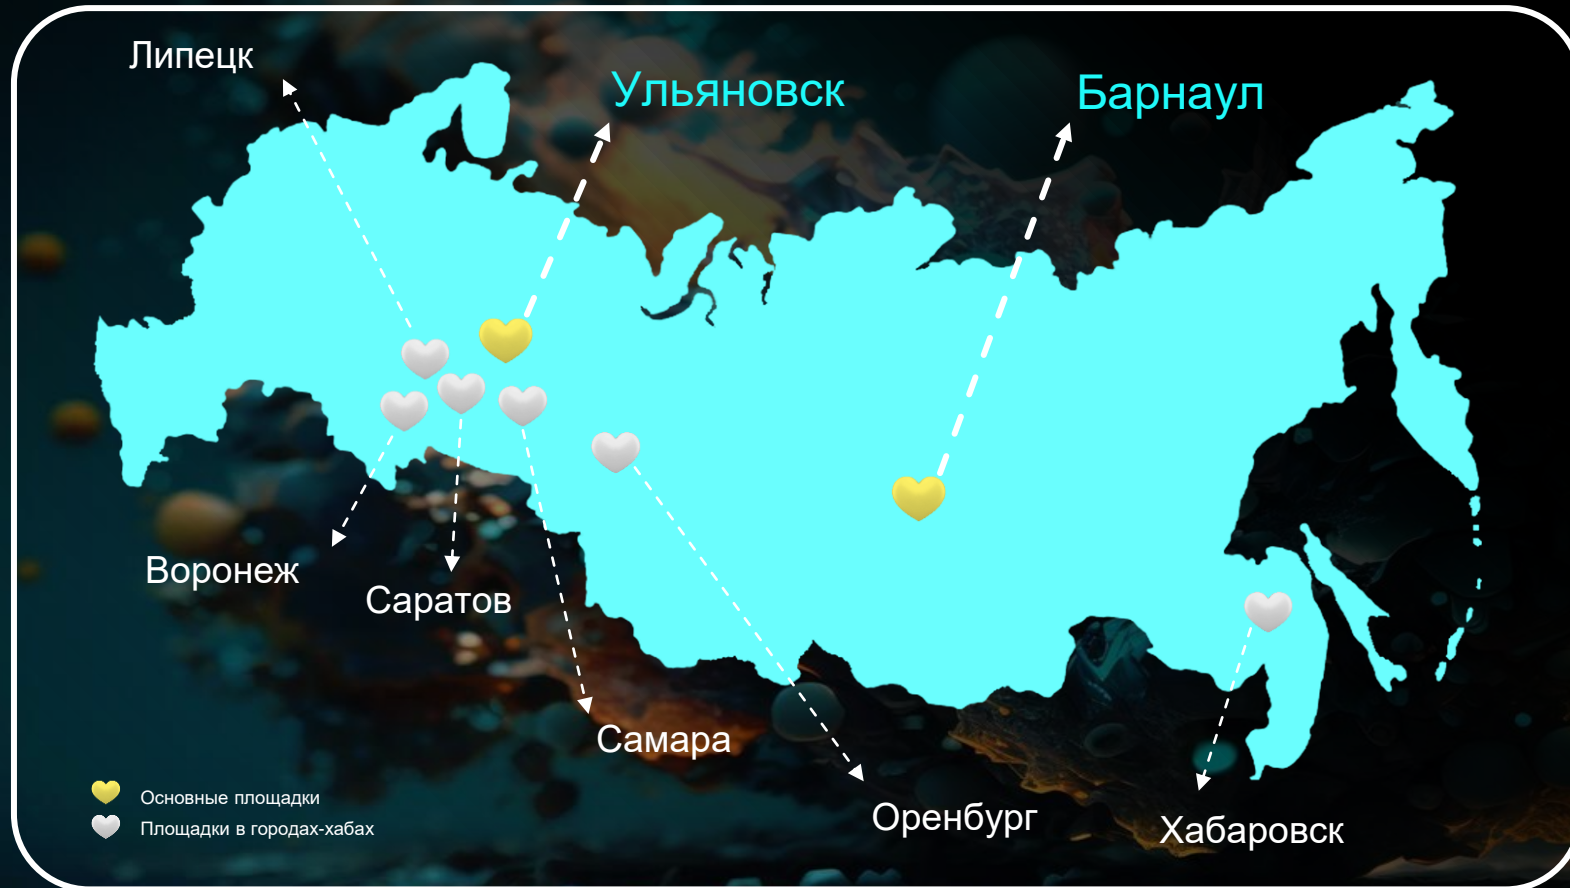 Липецк
Ульяновск
Барнаул
Воронеж
Саратов
Самара
Оренбург
Хабаровск
Основные площадки
Площадки в городах-хабах